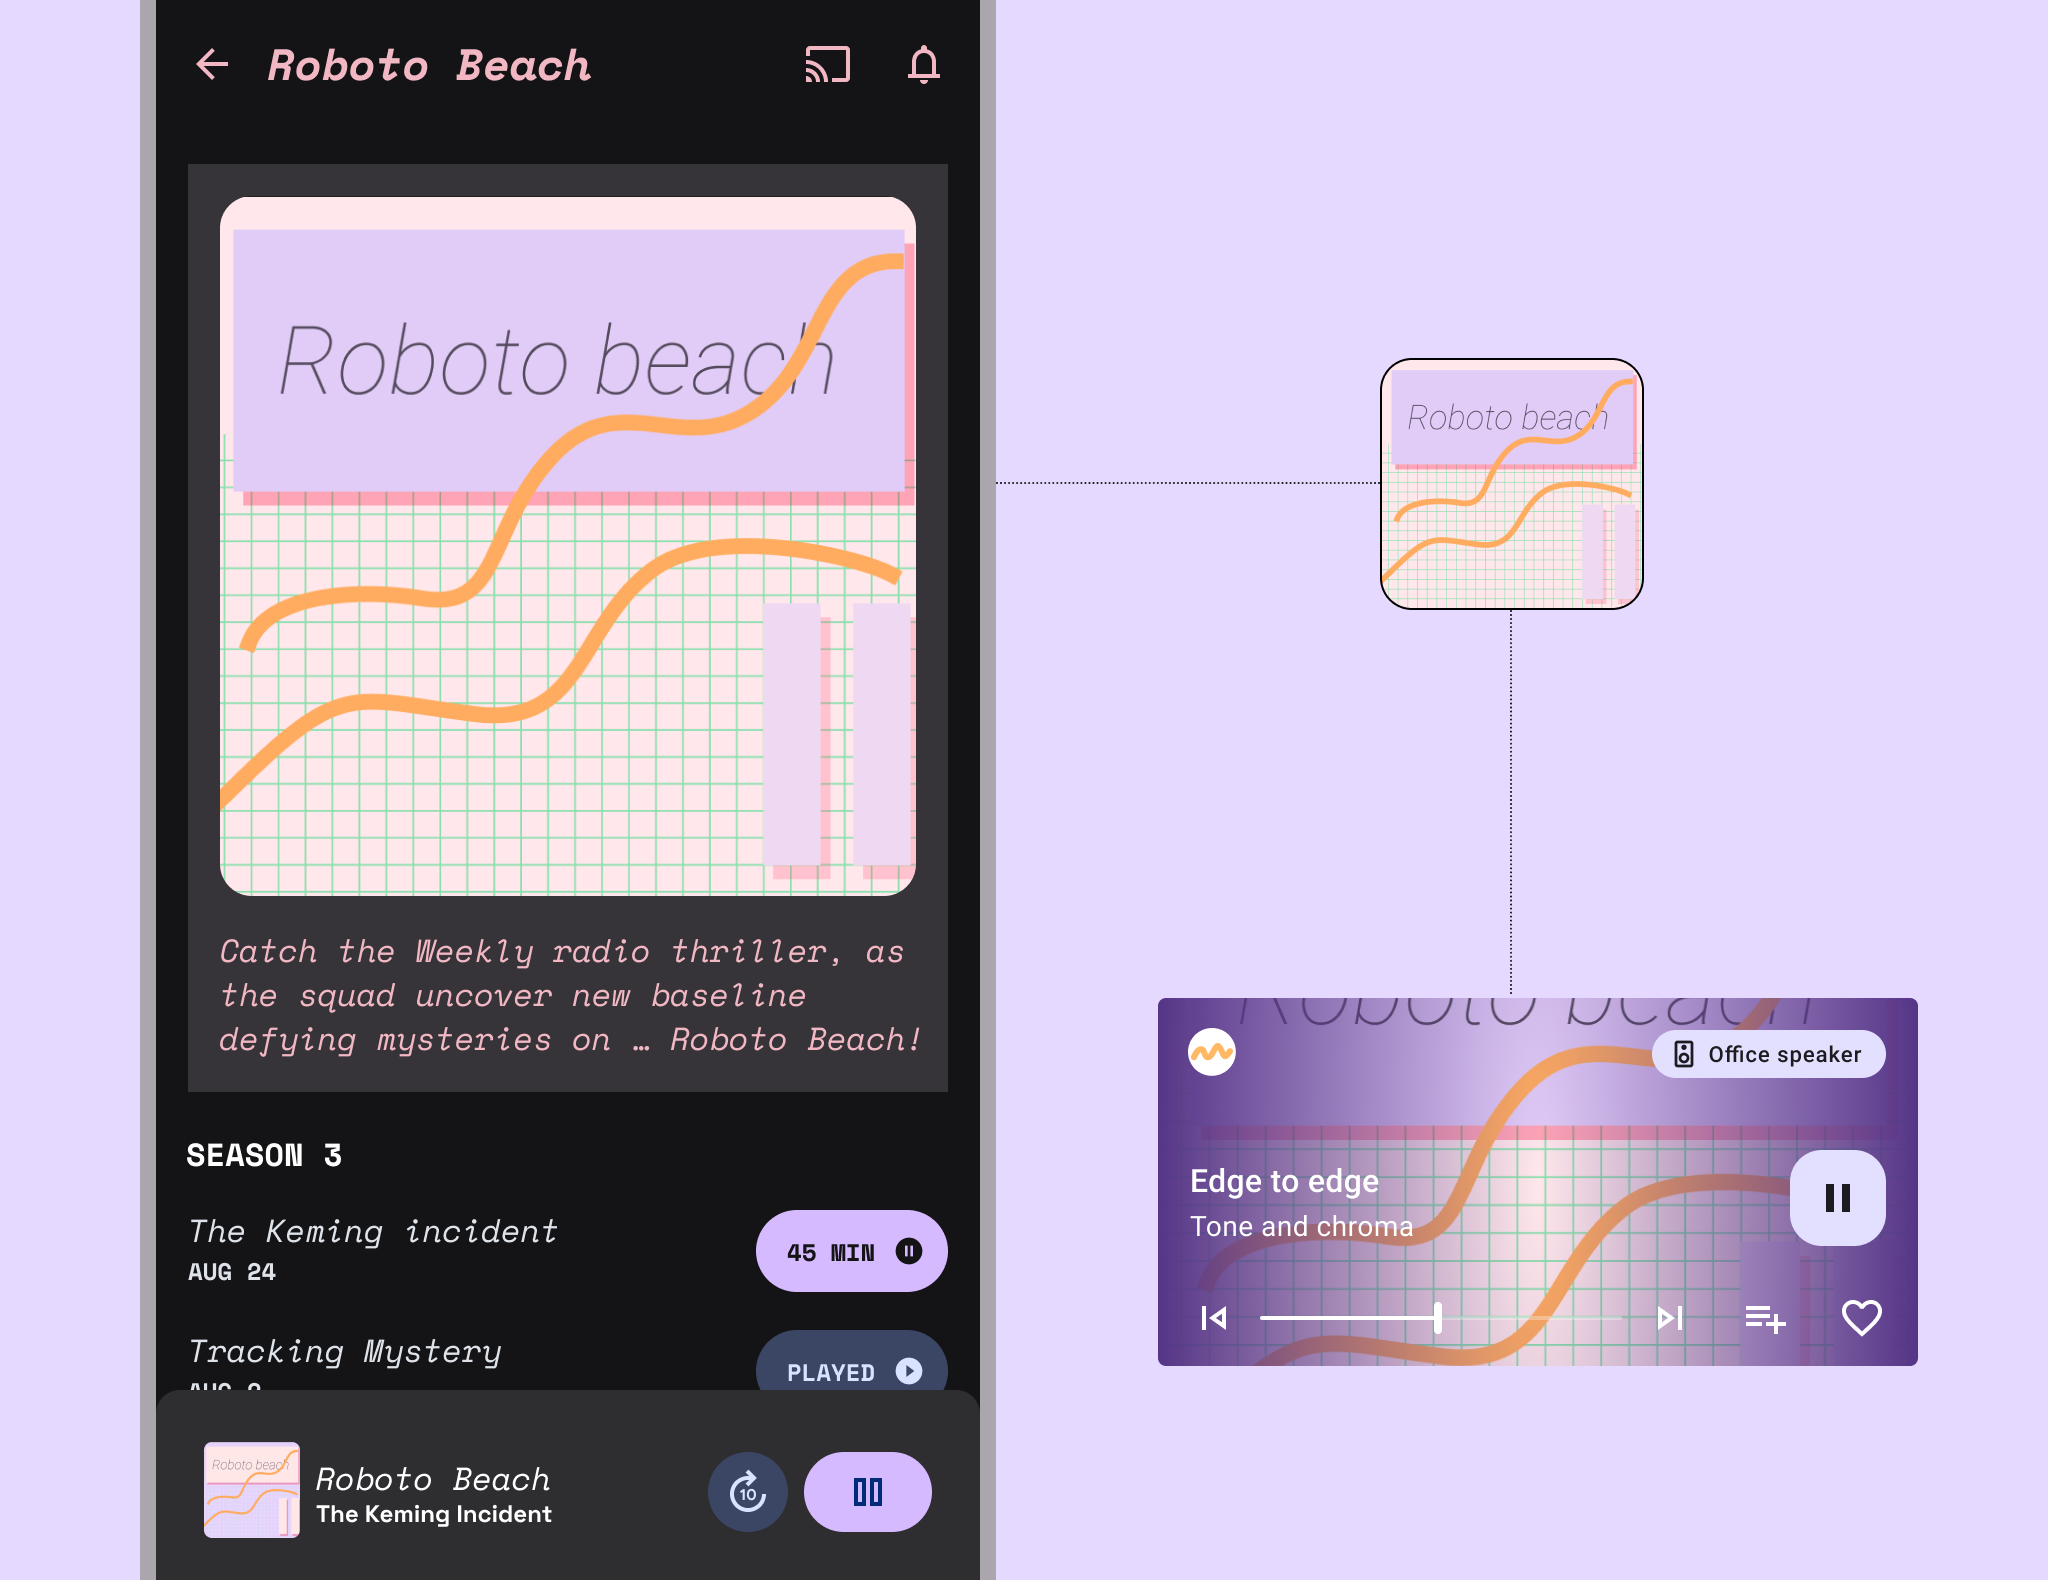 Roboto Beach
Roboto beach
Catch the Weekly radio thriller, as
the squad uncover new baseline
defying mysteries on … Roboto Beach!
SEASON 3
The Keming incident
45 MIN
AUG 24
Tracking Mystery
PLAYED
Roboto beach
Roboto Beach
10
The Keming Incident
Roboto beach
Roboto beach
Office speaker
Edge to edge
Tone and chroma